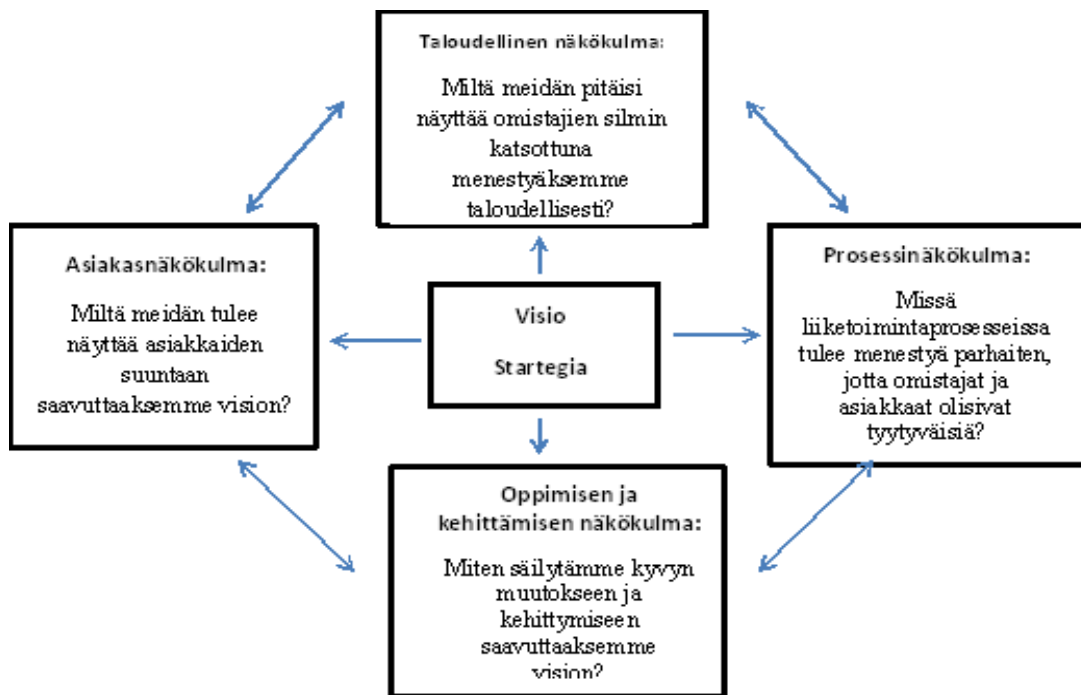 Taloudellinen näkökulma:
Miltä meidän pitäisi
näyttää omistajien silmin
katsottuna
menestyäksemme
taloudellisesti?
Asiakasnäkökulma:
Miltä meidän tulee
näyttää asiakkaiden
suuntaan
saavuttaaksemme vision?
Visio
Startegia
Prosessinäkökulma:
Missä
liiketoimintaprosesseissa
tulee menestyä parhaiten,
jotta omistajat ja
asiakkaat olisivat
tyytyväisiä?
Oppimisen ja
kehittämisen näkökulma:
Miten säilytämme kyvyn
muutokseen ja
kehittymiseen
saavuttaaksemme
vision?